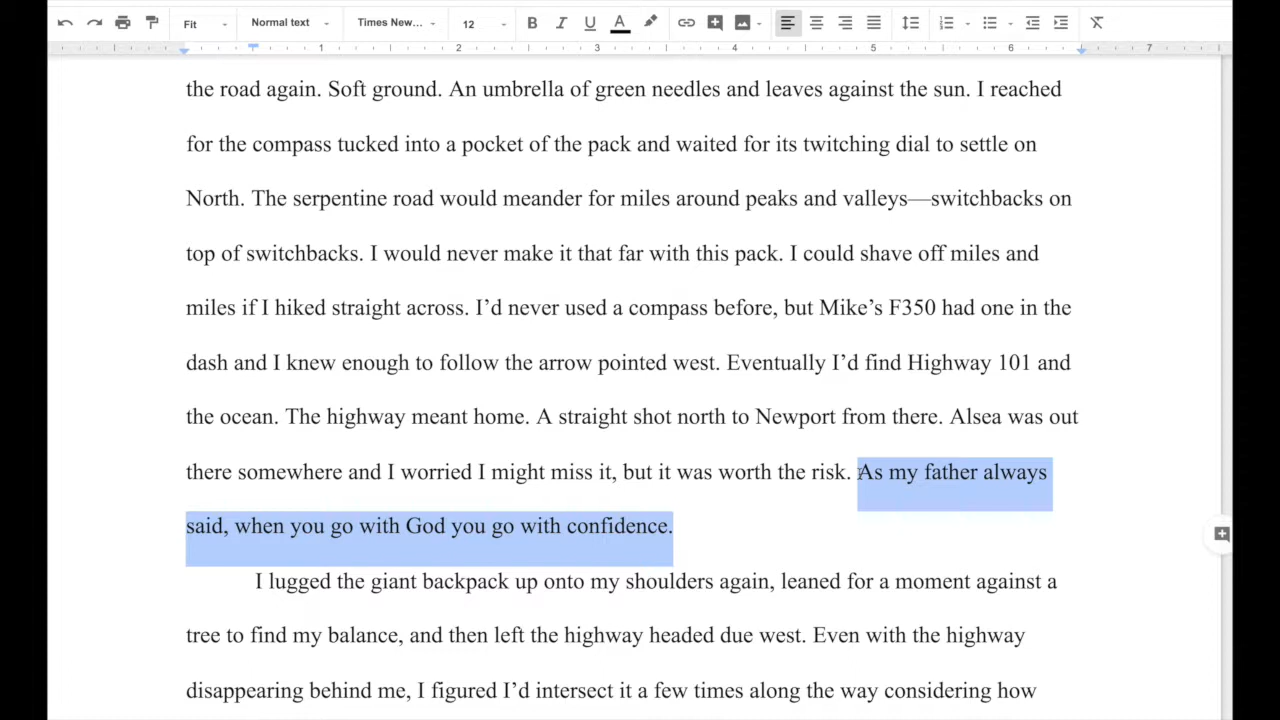 Fit Normal text Times New... 12
1 2 3 4 5 6 7
the road again. Soft ground. An umbrella of green needles and leaves against the sun. I reached
for the compass tucked into a pocket of the pack and waited for its twitching dial to settle on
North. The serpentine road would meander for miles around peaks and valleys—switchbacks on
top of switchbacks. I would never make it that far with this pack. I could shave off miles and
miles if I hiked straight across. I’d never used a compass before, but Mike’s F350 had one in the
dash and I knew enough to follow the arrow pointed west. Eventually I’d find Highway 101 and
the ocean. The highway meant home. A straight shot north to Newport from there. Alsea was out
there somewhere and I worried I might miss it, but it was worth the risk. As my father always
said, when you go with God you go with confidence.
I lugged the giant backpack up onto my shoulders again, leaned for a moment against a
tree to find my balance, and then left the highway headed due west. Even with the highway
disappearing behind me, I figured I’d intersect it a few times along the way considering how